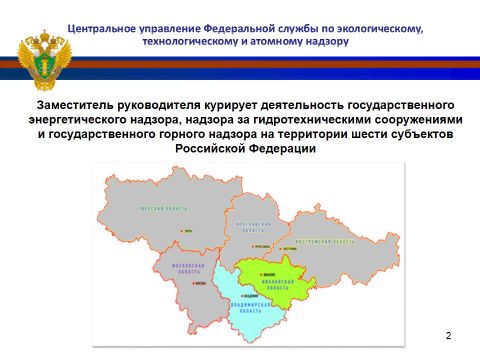 Центральное управление Федеральной службы по экологическому,
технологическому и атомному надзору
Заместитель руководителя курирует деятельность государственного
энергетического надзора, надзора за гидротехническими сооружениями
и государственного горного надзора на территории шести субъектов
Российской Федерации
ТВЕРСКАЯ ОБЛАСТЬ
ТВЕРЬ
ЯРОСЛАВСКАЯ
ОБЛАСТЬ
ЯРОСЛАВЛЬ
КОСТРОМСКАЯ ОБЛАСТЬ
КОСТРОМА
МОСКОВСКАЯ
ОБЛАСТЬ
МОСКВА
ИВАНОВО
ИВАНОВСКАЯ
ОБЛАСТЬ
ВЛАДИМИР
ВЛАДИМИРСКАЯ
ОБЛАСТЬ
2